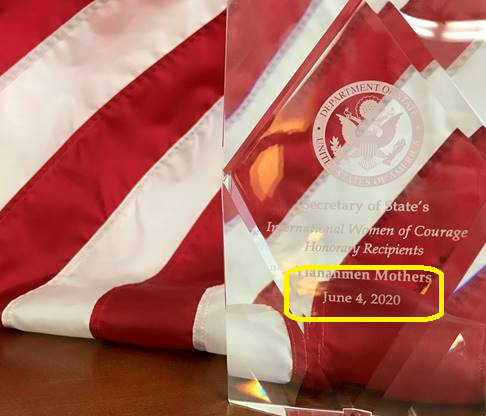 DEPARTMENT OF STATE
UNITED STATES OF AMERICA
Secretary of State's
International Women of Courage
Honorary Recipients
Tiananmen Mothers
June 4, 2020